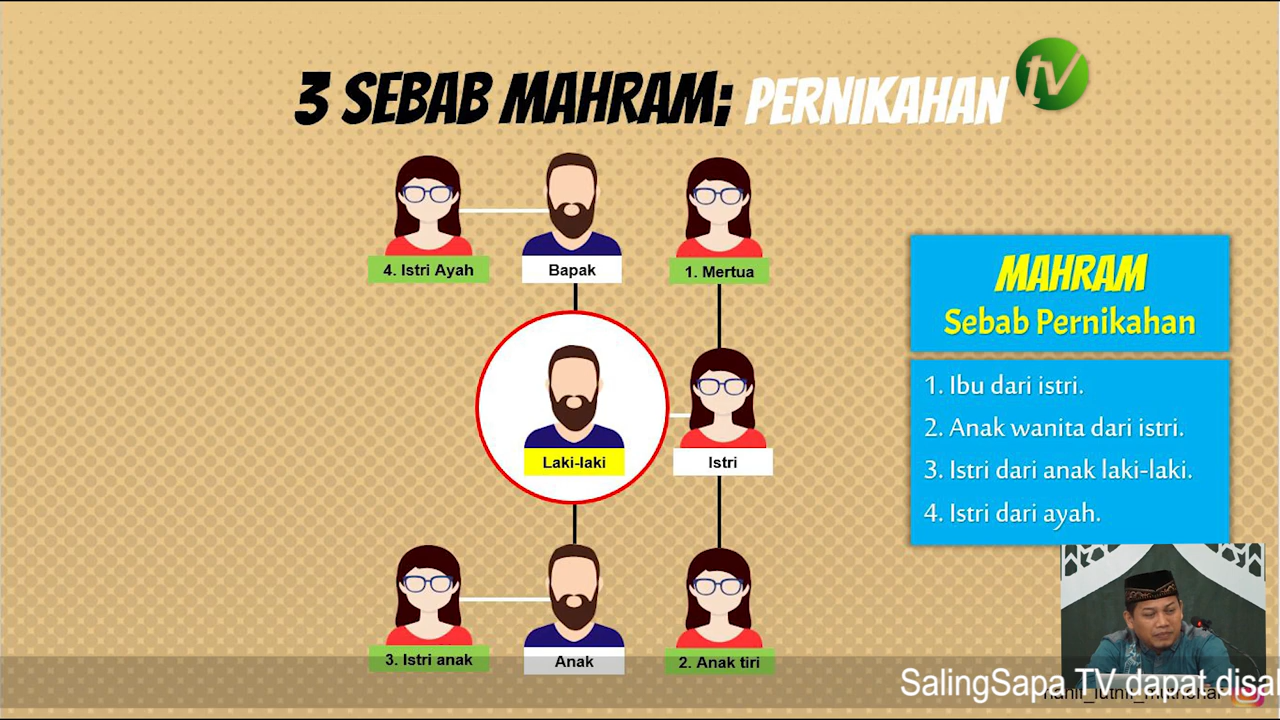 3 SEBAB MAHRAM; PERNIKAHAN
tV
4. Istri Ayah
Bapak
1. Mertua
Laki-laki
Istri
3. Istri anak
Anak
2. Anak tiri
MAHRAM
Sebab Pernikahan
1. Ibu dari istri.
2. Anak wanita dari istri.
3. Istri dari anak laki-laki.
4. Istri dari ayah.
SalingSapa TV dapat disal